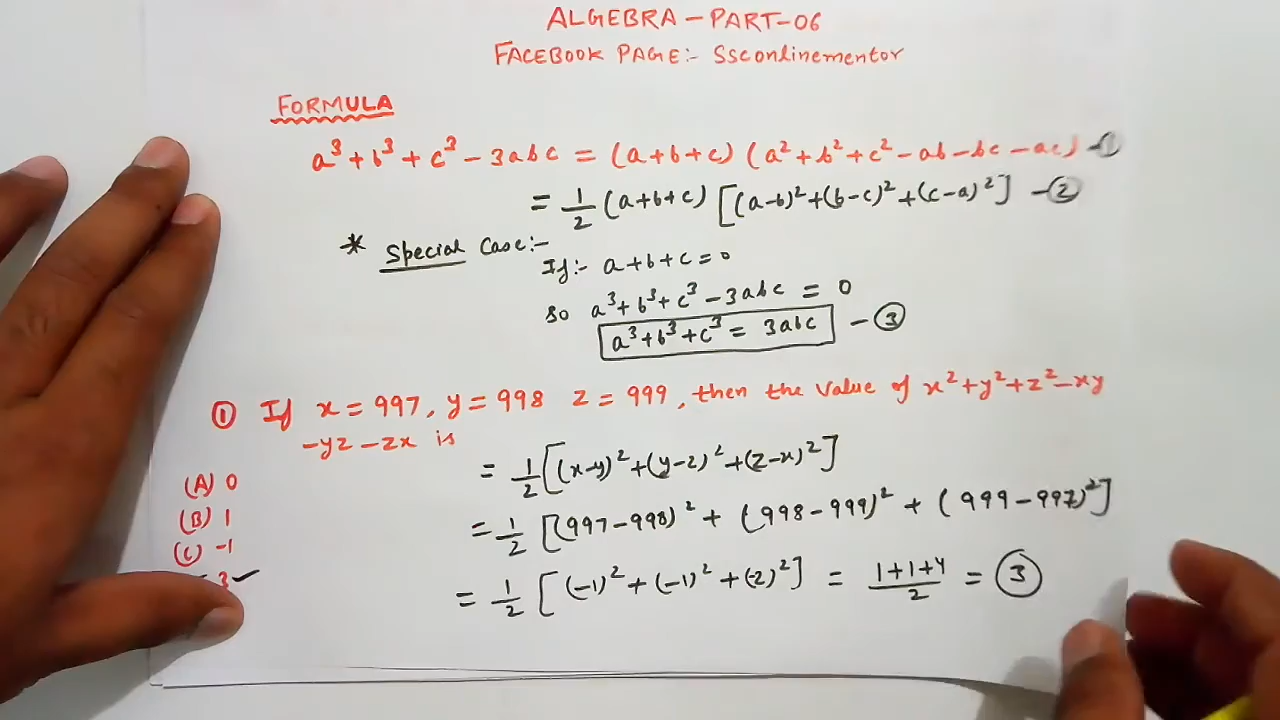 ALGEBRA - PART-06
FACEBOOK PAGE:- Ssconlinementor
FORMULA
a³ + b³ + c³ - 3abc = (a+b+c) (a² + b² + c² - ab - bc - ac) -①
= 1/2 (a+b+c) [(a-b)² + (b-c)² + (c-a)²] -②
* Special Case:-
If:- a+b+c = 0
So a³ + b³ + c³ - 3abc = 0
a³ + b³ + c³ = 3abc - ③
① If x = 997, y = 998 z = 999, then the value of x² + y² + z² - xy
- yz - zx is
= 1/2 [(x-y)² + (y-z)² + (z-x)²]
(A) 0
(B) 1
(C) -1
3 ✓
= 1/2 [(997-998)² + (998-999)² + (999-997)²]
= 1/2 [(-1)² + (-1)² + (2)²] = 1+1+4/2 = ③